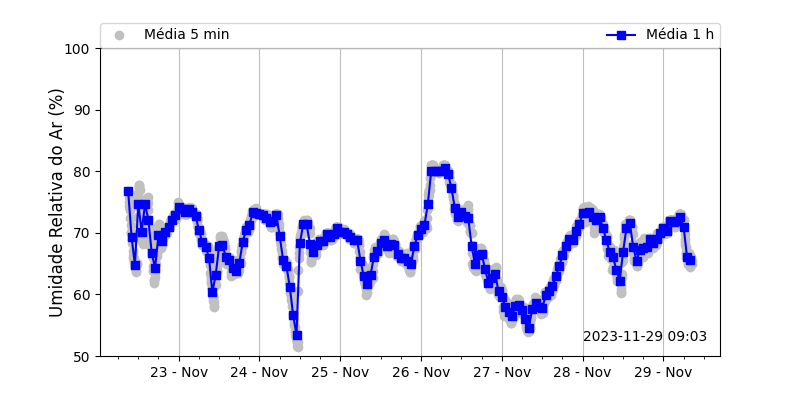 Média 5 min
Média 1 h
100
90
80
70
60
50
Umidade Relativa do Ar (%)
2023-11-29 09:03
23 - Nov
24 - Nov
25 - Nov
26 - Nov
27 - Nov
28 - Nov
29 - Nov